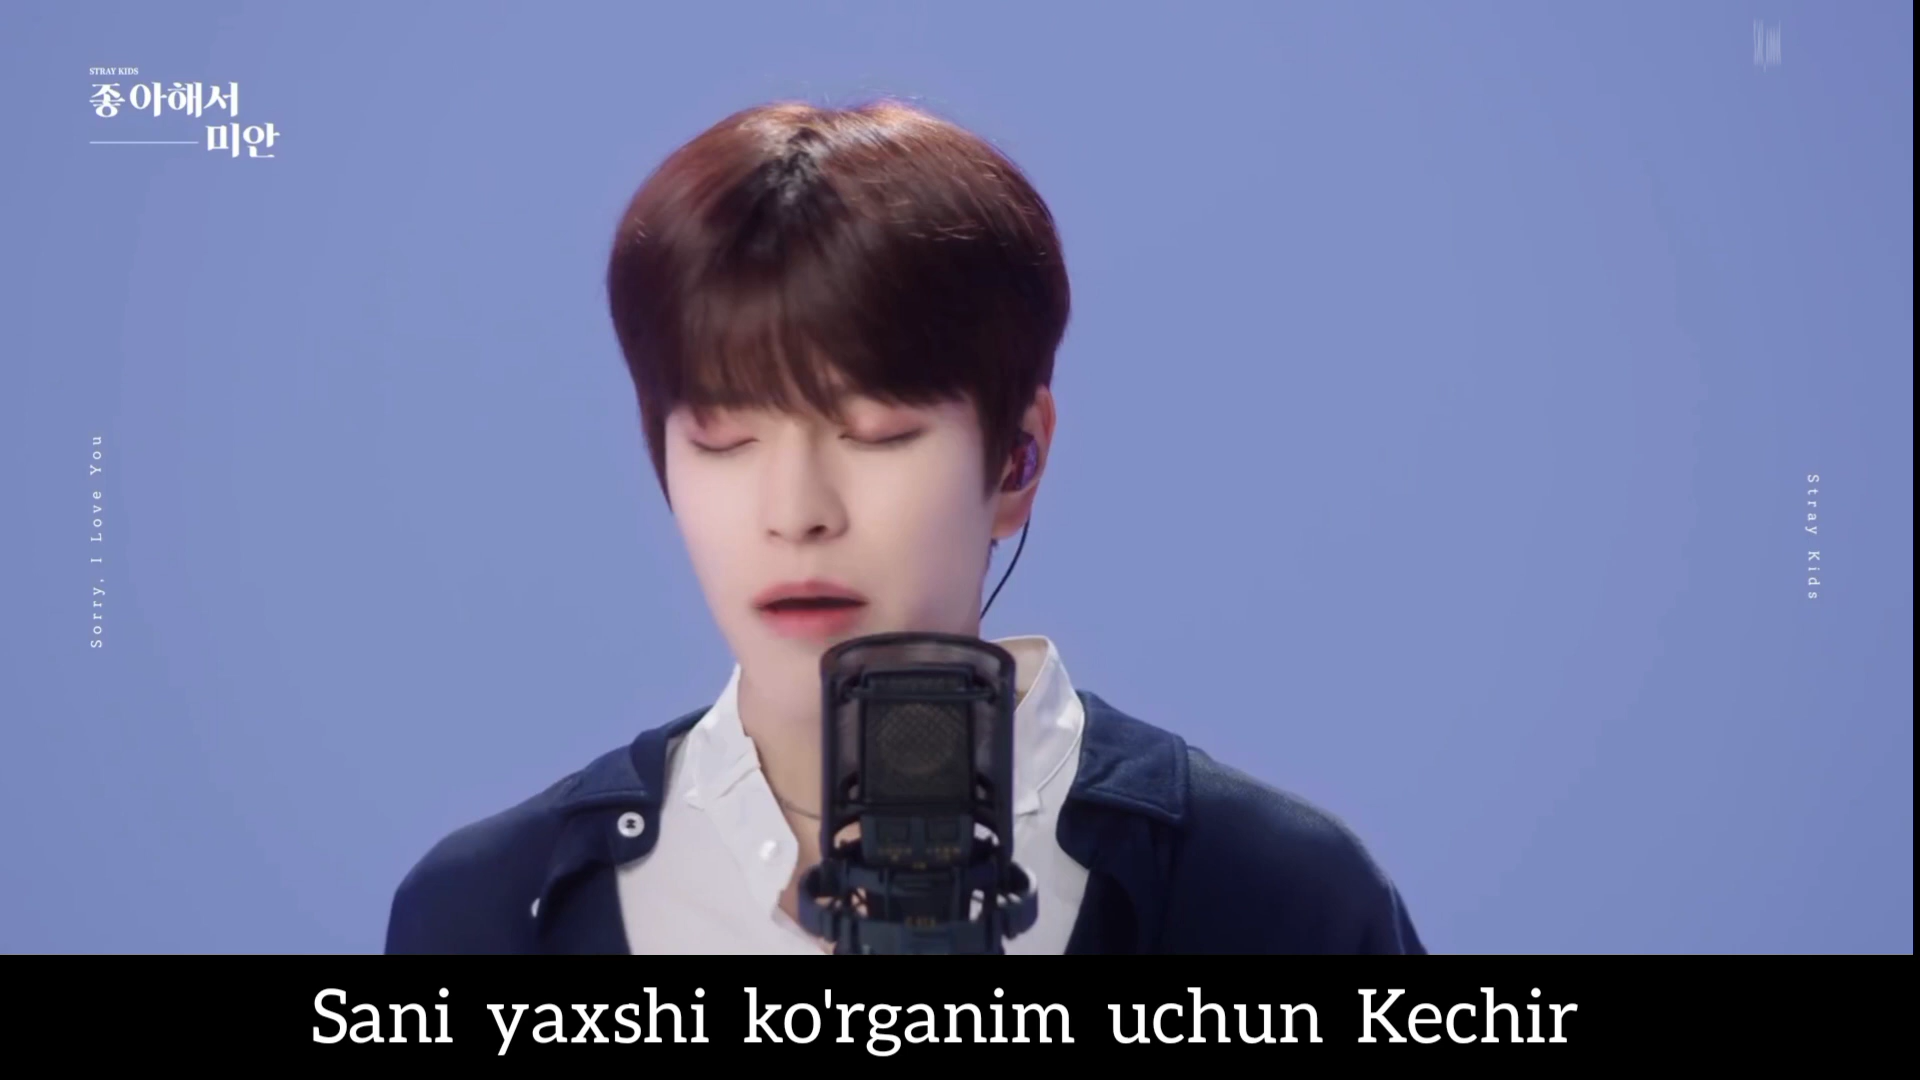 STRAY KIDS
좋아해서
미안
Sorry, I Love You
Stray Kids
Sani yaxshi ko'rganim uchun Kechir